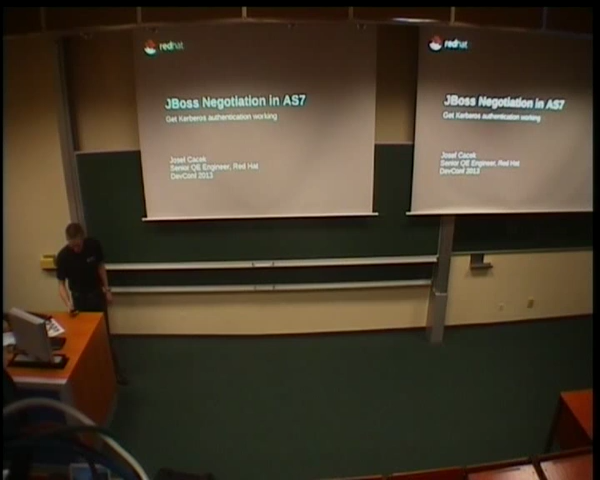 redhat
JBoss Negotiation in AS7
Get Kerberos authentication working
Josef Cacek
Senior QE Engineer, Red Hat
DevConf 2013
redhat
JBoss Negotiation in AS7
Get Kerberos authentication working
Josef Cacek
Senior QE Engineer, Red Hat
DevConf 2013